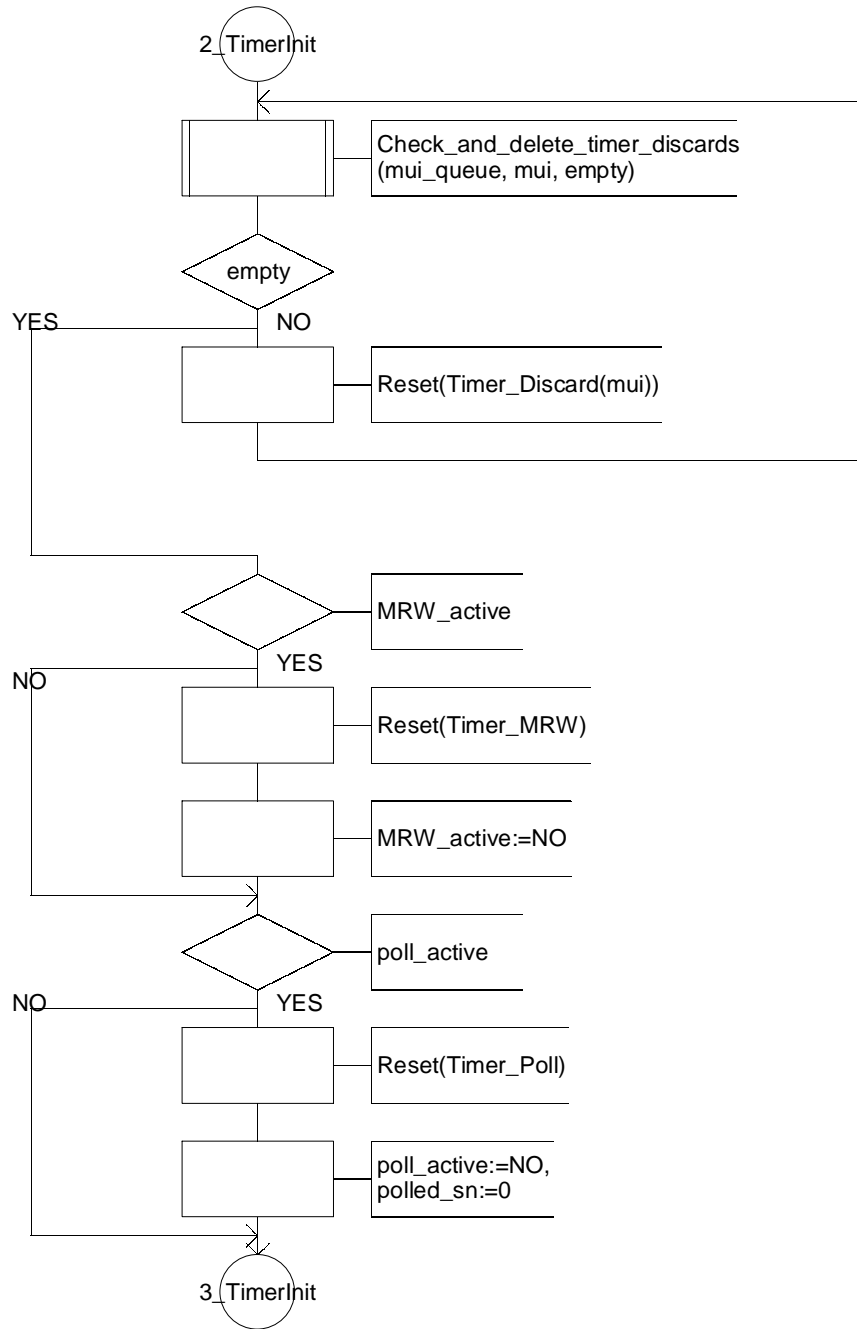 2_TimerInit
Check_and_delete_timer_discards
(mui_queue, mui, empty)
empty
YES
NO
Reset(Timer_Discard(mui))
MRW_active
YES
NO
Reset(Timer_MRW)
MRW_active:=NO
poll_active
NO
YES
Reset(Timer_Poll)
poll_active:=NO,
polled_sn:=0
3_TimerInit